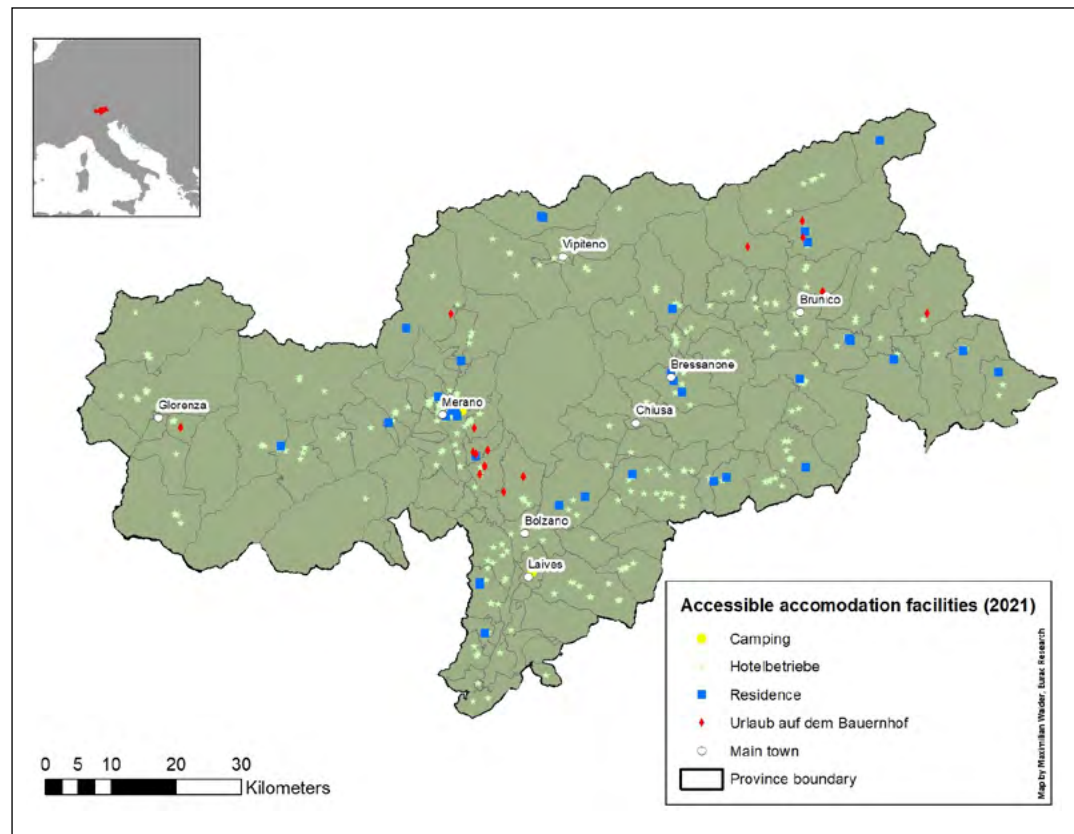 Vipiteno
Brunico
Bressanone
Glorenza
Merano
Chiusa
Bolzano
Laives
Accessible accomodation facilities (2021)
Camping
Hotelbetriebe
Residence
Urlaub auf dem Bauernhof
Main town
Province boundary
Map by Maximilian Walder, Eurac Research
0 5 10 20 30
Kilometers